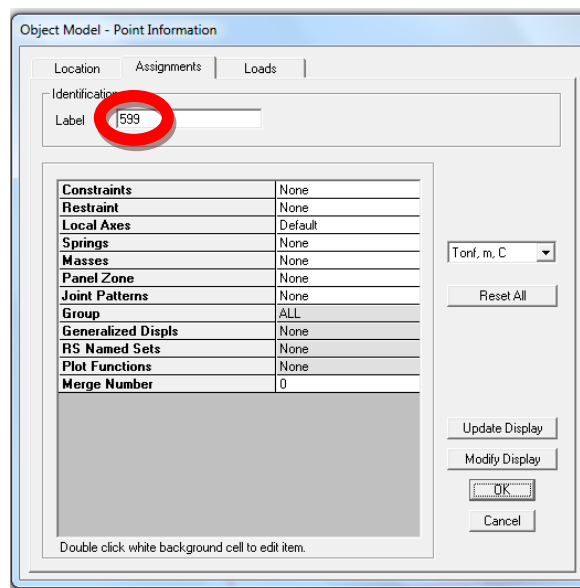 Object Model - Point Information
Location Assignments Loads
Identification
Label 599
Constraints None
Restraint None
Local Axes Default
Springs None
Masses None
Panel Zone None
Joint Patterns None
Group ALL
Generalized Displs None
RS Named Sets None
Plot Functions None
Merge Number 0
Tonf, m, C
Reset All
Update Display
Modify Display
OK
Cancel
Double click white background cell to edit item.